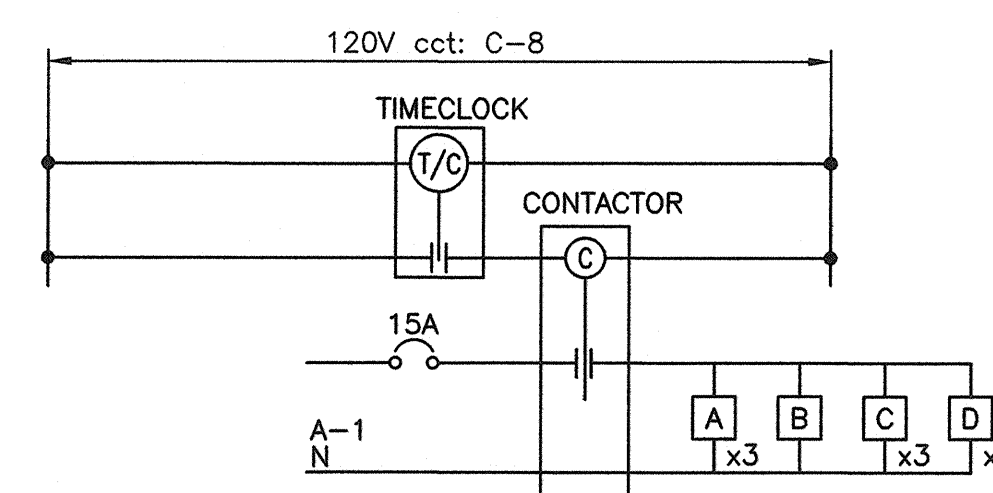 120V cct: C-8
TIMECLOCK
T/C
CONTACTOR
C
15A
A-1
N
A
B
C
D
x3
x3
x